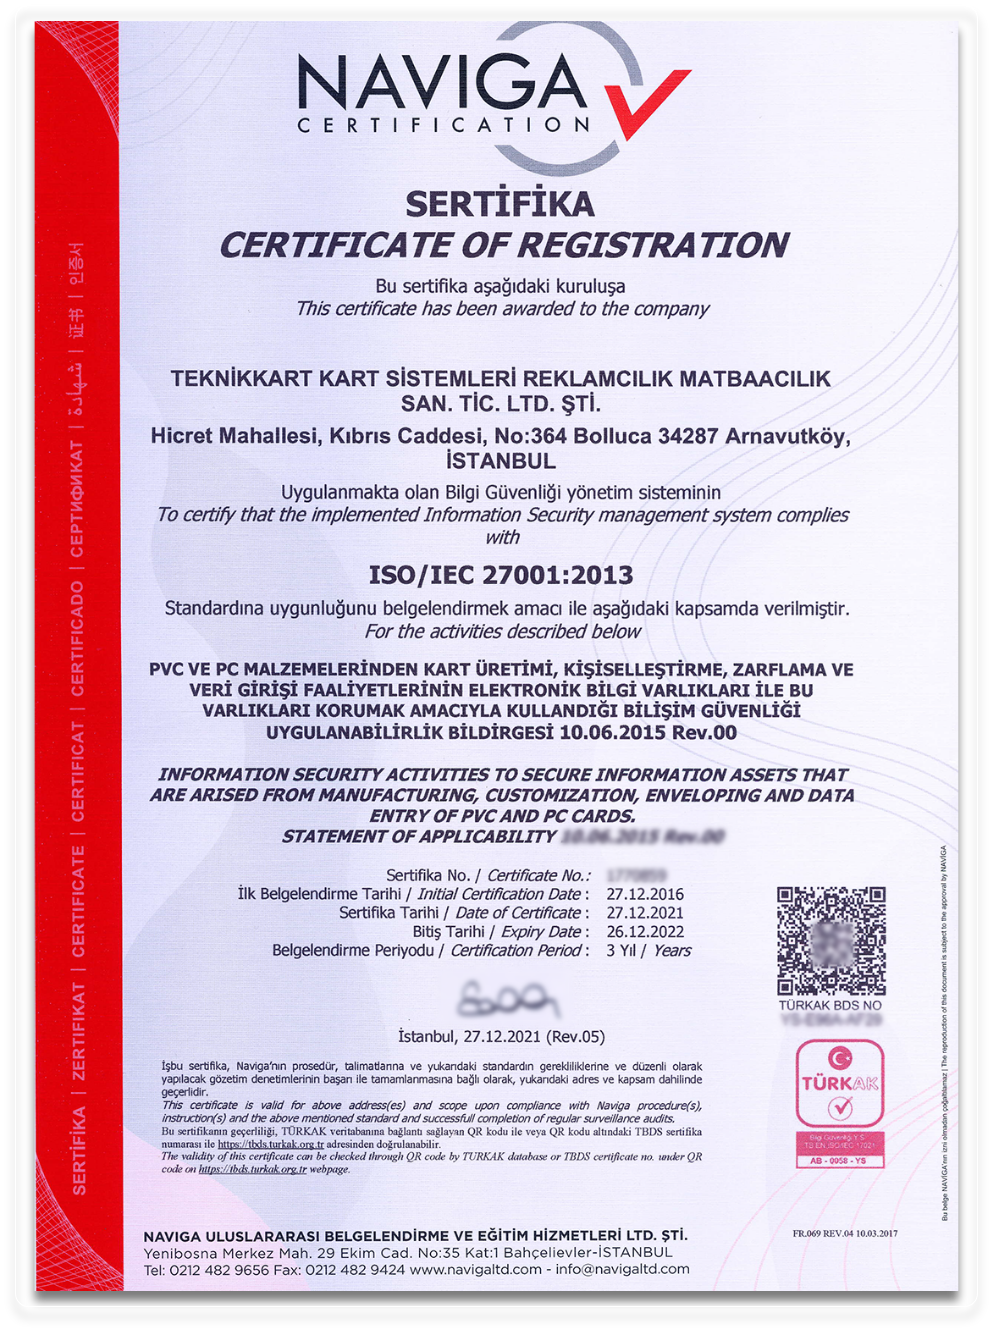 NAVIGA
CERTIFICATION
SERTİFİKA
CERTIFICATE OF REGISTRATION
Bu sertifika aşağıdaki kuruluşa
This certificate has been awarded to the company
TEKNİKKART KART SİSTEMLERİ REKLAMCILIK MATBAACILIK
SAN. TİC. LTD. ŞTİ.
Hicret Mahallesi, Kıbrıs Caddesi, No:364 Bolluca 34287 Arnavutköy,
İSTANBUL
Uygulanmakta olan Bilgi Güvenliği yönetim sisteminin
To certify that the implemented Information Security management system complies
with
ISO/IEC 27001:2013
Standardına uygunluğunu belgelendirmek amacı ile aşağıdaki kapsamda verilmiştir.
For the activities described below
PVC VE PC MALZEMELERİNDEN KART ÜRETİMİ, KİŞİSELLEŞTİRME, ZARFLAMA VE
VERİ GİRİŞİ FAALİYETLERİNİN ELEKTRONİK BİLGİ VARLIKLARI İLE BU
VARLIKLARI KORUMAK AMACIYLA KULLANDIĞI BİLİŞİM GÜVENLİĞİ
UYGULANABİLİRLİK BİLDİRGESİ 10.06.2015 Rev.00
INFORMATION SECURITY ACTIVITIES TO SECURE INFORMATION ASSETS THAT
ARE ARISED FROM MANUFACTURING, CUSTOMIZATION, ENVELOPING AND DATA
ENTRY OF PVC AND PC CARDS.
STATEMENT OF APPLICABILITY
Sertifika No. / Certificate No.:
İlk Belgelendirme Tarihi / Initial Certification Date : 27.12.2016
Sertifika Tarihi / Date of Certificate : 27.12.2021
Bitiş Tarihi / Expiry Date : 26.12.2022
Belgelendirme Periyodu / Certification Period : 3 Yıl / Years
İstanbul, 27.12.2021 (Rev.05)
TÜRKAK BDS NO
TÜRKAK
Bilgi Güvenliği Y.S.
TS EN ISO IEC 17021
AB - 0058 - YS
İşbu sertifika, Naviga'nın prosedür, talimatlarına ve yukarıdaki standardın gerekliliklerine ve düzenli olarak
yapılacak gözetim denetimlerinin başarı ile tamamlanmasına bağlı olarak, yukarıdaki adres ve kapsam dahilinde
geçerlidir.
This certificate is valid for above address(es) and scope upon compliance with Naviga procedure(s),
instruction(s) and the above mentioned standard and successfull completion of regular surveillance audits.
Bu sertifikanın geçerliliği, TÜRKAK veritabanına bağlantı sağlayan QR kodu ile veya QR kodu altındaki TBDS sertifika
numarası ile https://tbds.turkak.org.tr adresinden doğrulanabilir.
The validity of this certificate can be checked through QR code by TURKAK database or TBDS certificate no. under QR
code on https://tbds.turkak.org.tr webpage.
NAVIGA ULUSLARARASI BELGELENDİRME VE EĞİTİM HİZMETLERİ LTD. ŞTİ.
Yenibosna Merkez Mah. 29 Ekim Cad. No:35 Kat:1 Bahçelievler-İSTANBUL
Tel: 0212 482 9656 Fax: 0212 482 9424 www.navigaltd.com - info@navigaltd.com
FR.069 REV.04 10.03.2017
SERTİFİKA | ZERTIFIKAT | CERTIFICATE | CERTIFICAT | CERTIFICADO | СЕРТИФИКАТ | شهادة | 证书 | 인증서
Bu belge NAVİGA'nın izni olmadan çoğaltılamaz | The reproduction of this document is subject to the approval by NAVİGA